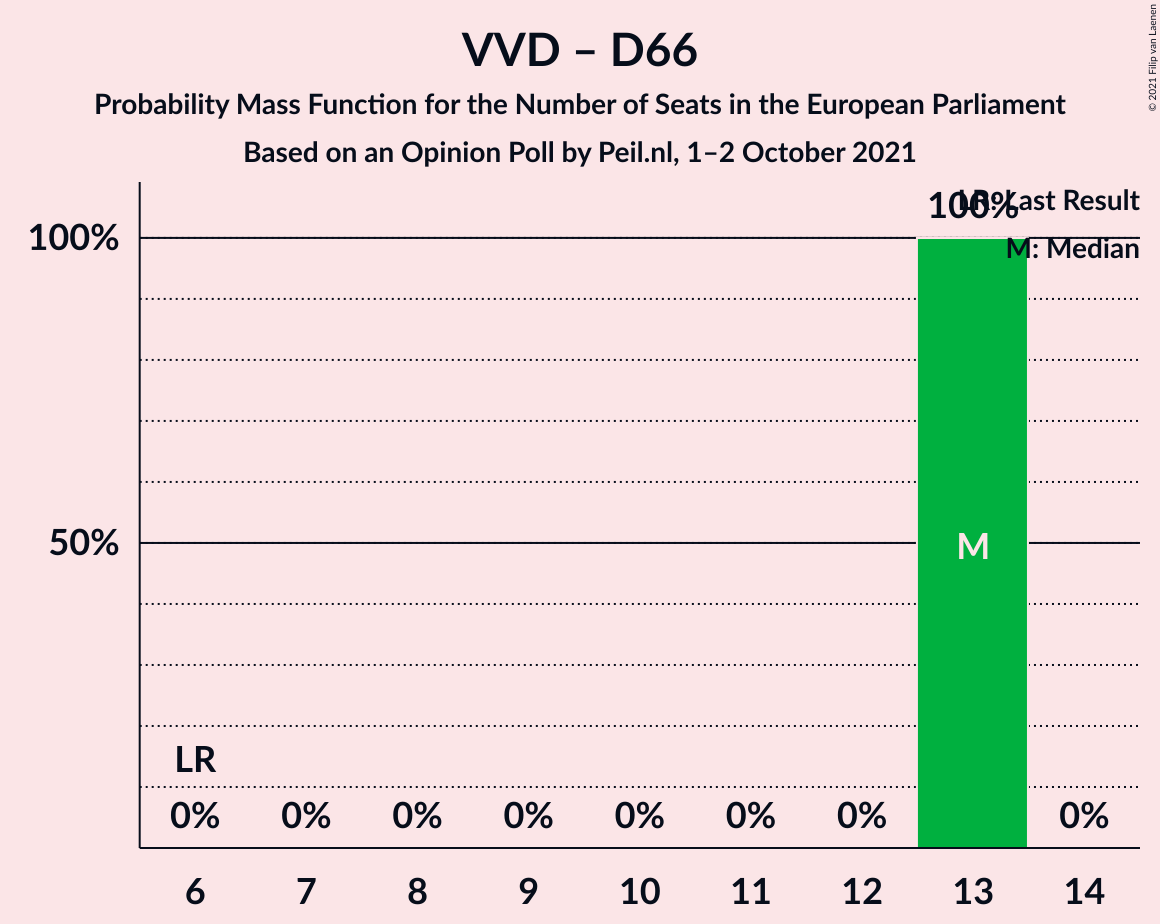 VVD – D66
Probability Mass Function for the Number of Seats in the European Parliament
Based on an Opinion Poll by Peil.nl, 1–2 October 2021
© 2021 Filip van Laenen
LR: Last Result
M: Median
100%
100%
50%
M
LR
0% 0% 0% 0% 0% 0% 0% 0%
6 7 8 9 10 11 12 13 14